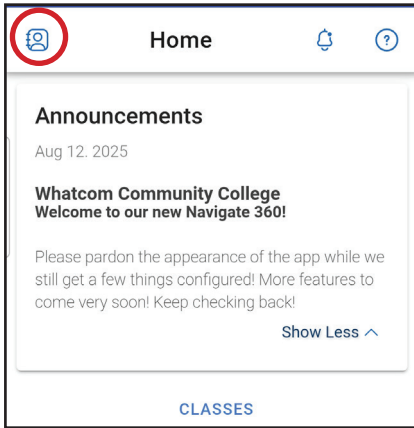 Home
Announcements
Aug 12. 2025
Whatcom Community College
Welcome to our new Navigate 360!
Please pardon the appearance of the app while we
still get a few things configured! More features to
come very soon! Keep checking back!
Show Less
CLASSES